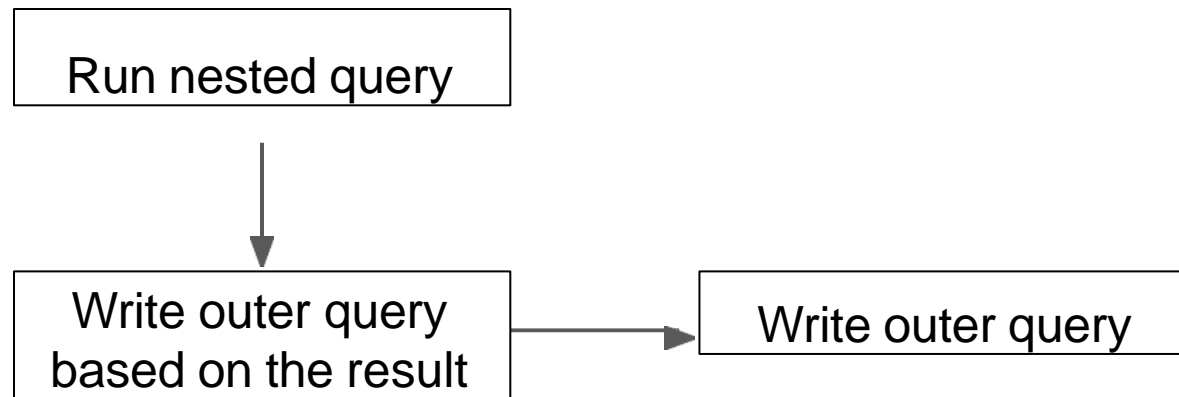 Run nested query
Write outer query
based on the result
Write outer query